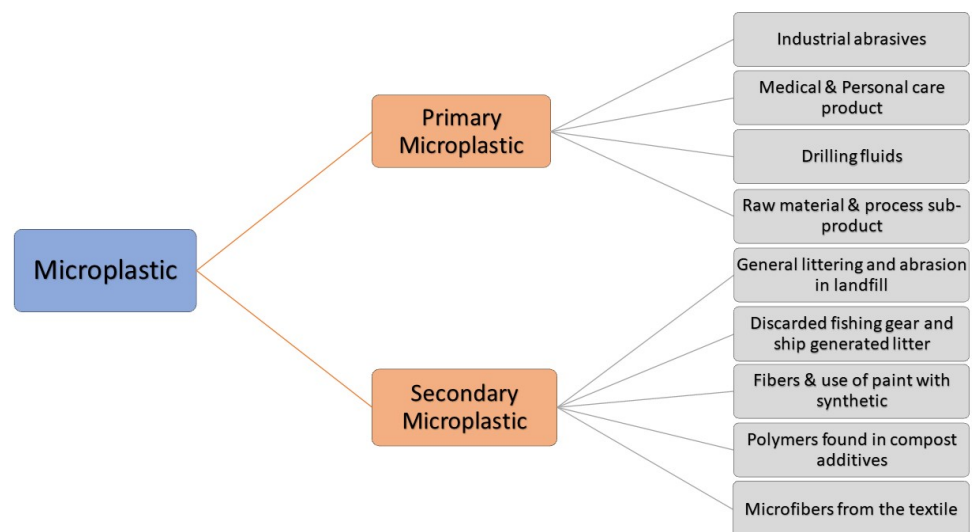 Microplastic
Primary
Microplastic
Industrial abrasives
Medical & Personal care
product
Drilling fluids
Raw material & process sub-
product
Secondary
Microplastic
General littering and abrasion
in landfill
Discarded fishing gear and
ship generated litter
Fibers & use of paint with
synthetic
Polymers found in compost
additives
Microfibers from the textile